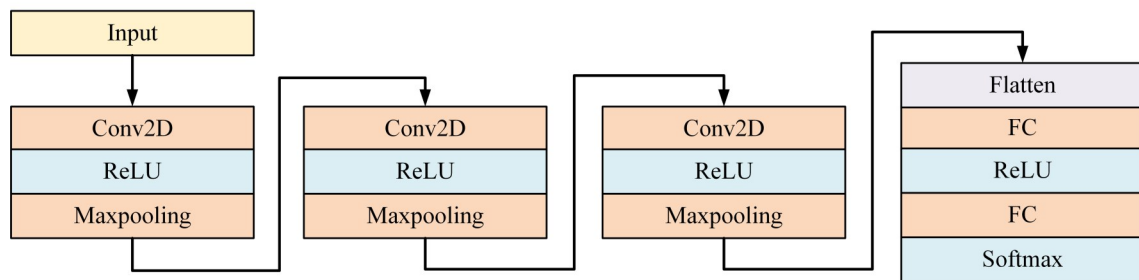 Input
Conv2D
ReLU
Maxpooling
Conv2D
ReLU
Maxpooling
Conv2D
ReLU
Maxpooling
Flatten
FC
ReLU
FC
Softmax